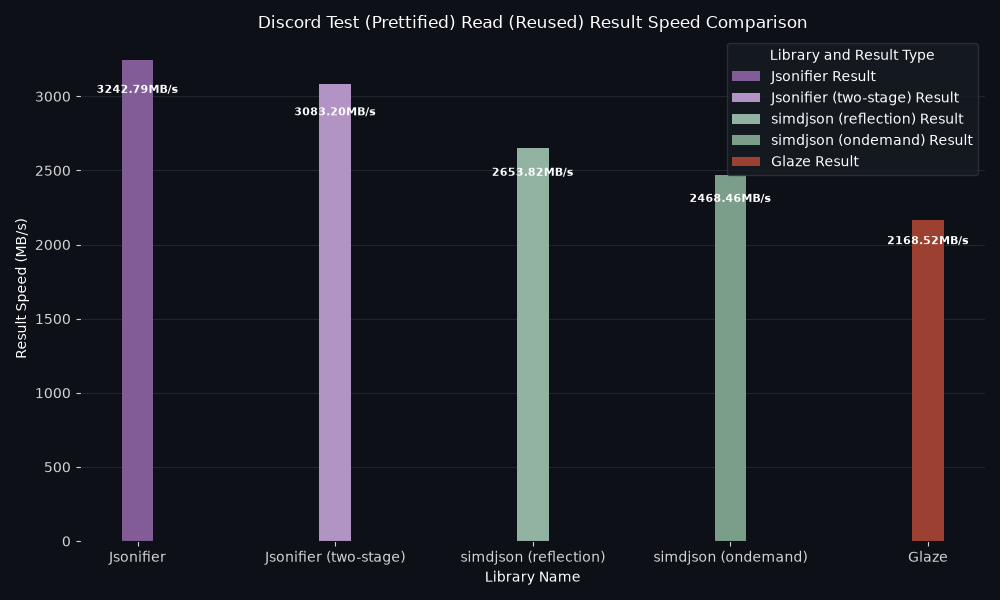 Discord Test (Prettified) Read (Reused) Result Speed Comparison
Library and Result Type
Jsonifier Result
Jsonifier (two-stage) Result
simdjson (reflection) Result
simdjson (ondemand) Result
Glaze Result
3242.79MB/s
3083.20MB/s
2653.82MB/s
2468.46MB/s
2168.52MB/s
Result Speed (MB/s)
3000
2500
2000
1500
1000
500
0
Jsonifier
Jsonifier (two-stage)
simdjson (reflection)
simdjson (ondemand)
Glaze
Library Name